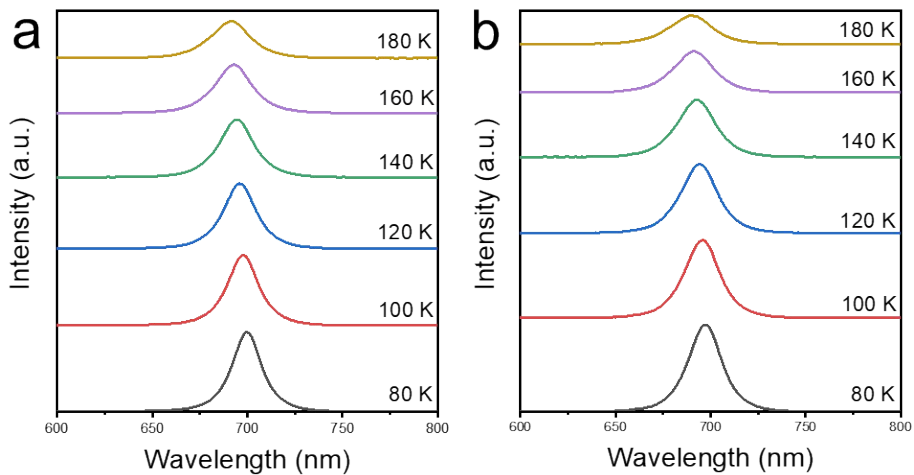 a
180 K
160 K
140 K
120 K
100 K
80 K
Intensity (a.u.)
600
650
700
750
800
Wavelength (nm)
b
180 K
160 K
140 K
120 K
100 K
80 K
Intensity (a.u.)
600
650
700
750
800
Wavelength (nm)